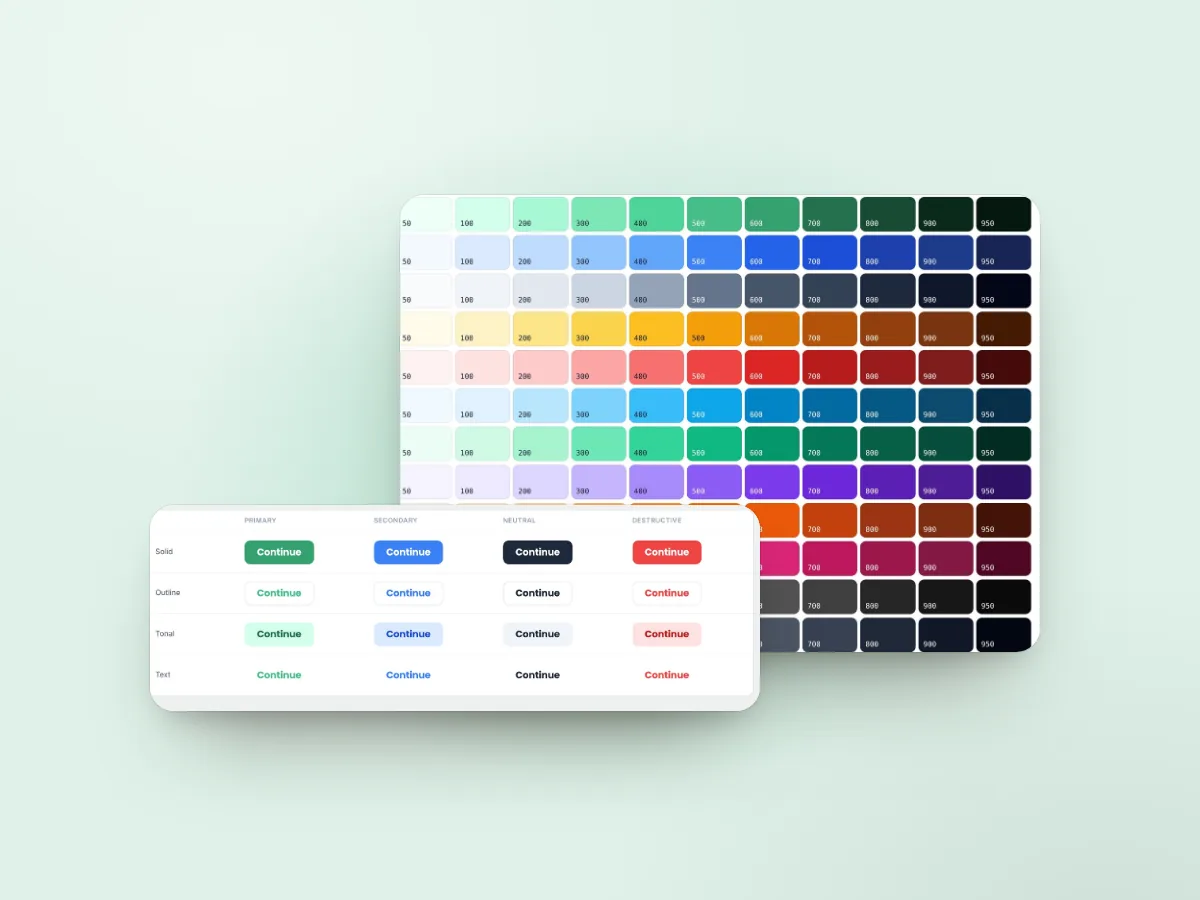 50 100 200 300 400 500 600 700 800 900 950
50 100 200 300 400 500 600 700 800 900 950
50 100 200 300 400 500 600 700 800 900 950
50 100 200 300 400 500 600 700 800 900 950
50 100 200 300 400 500 600 700 800 900 950
50 100 200 300 400 500 600 700 800 900 950
50 100 200 300 400 500 600 700 800 900 950
50 100 200 300 400 500 600 700 800 900 950
700 800 900 950
700 800 900 950
700 800 900 950
700 800 900 950
PRIMARY SECONDARY NEUTRAL DESTRUCTIVE
Solid Continue Continue Continue Continue
Outline Continue Continue Continue Continue
Tonal Continue Continue Continue Continue
Text Continue Continue Continue Continue